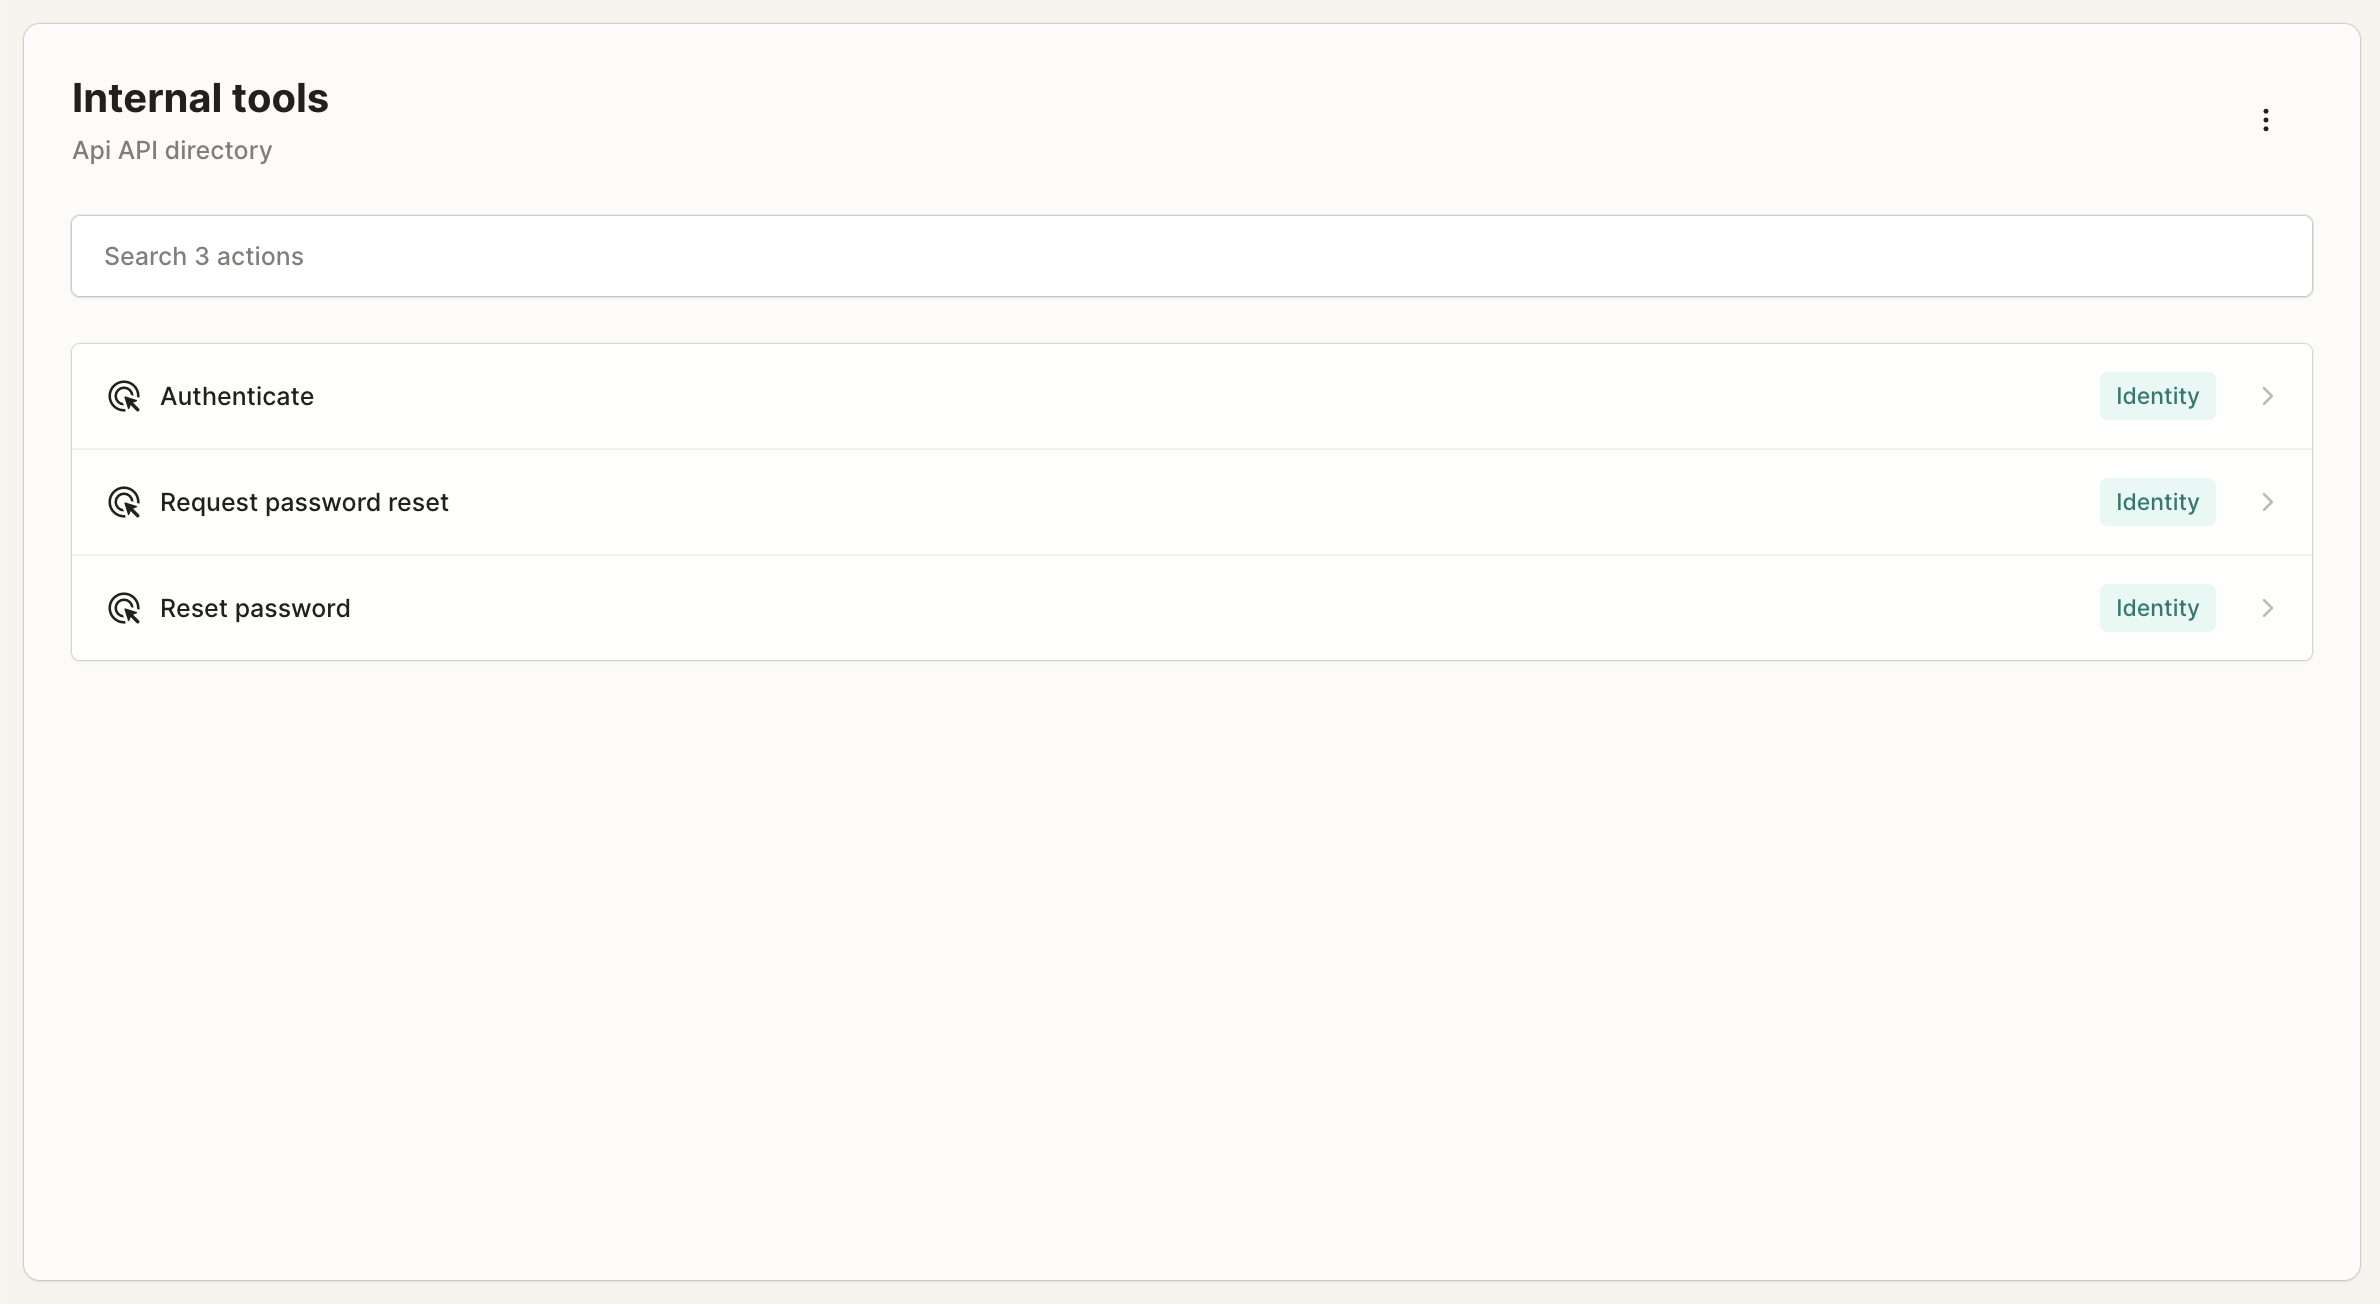 Internal tools
Api API directory
Search 3 actions
Authenticate
Identity
Request password reset
Identity
Reset password
Identity